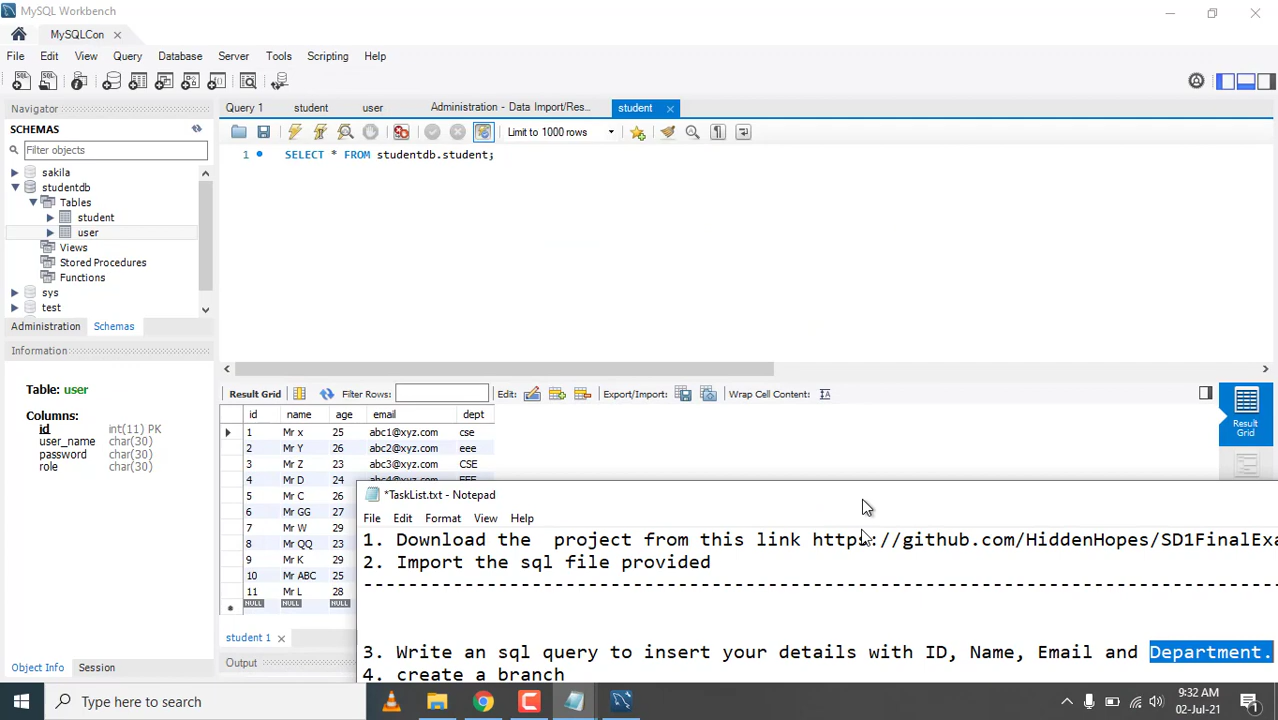 MySQL Workbench
MySQLCon
File Edit View Query Database Server Tools Scripting Help
Navigator
Query 1 student user Administration - Data Import/Res... student
SCHEMAS
Limit to 1000 rows
Filter objects
1 SELECT * FROM studentdb.student;
sakila
studentdb
Tables
student
user
Views
Stored Procedures
Functions
sys
test
Administration Schemas
Information
Table: user
Columns:
id int(11) PK
user_name char(30)
password char(30)
role char(30)
Result Grid Filter Rows: Edit: Export/Import: Wrap Cell Content:
Result Grid
id name age email dept
1 Mr x 25 abc1@xyz.com cse
2 Mr Y 26 abc2@xyz.com eee
3 Mr Z 23 abc3@xyz.com CSE
4 Mr D 24
5 Mr C 26
6 Mr GG 27
7 Mr W 29
8 Mr QQ 23
9 Mr K 29
10 Mr ABC 25
11 Mr L 28
NULL NULL NULL
student 1
Output
Object Info Session
*TaskList.txt - Notepad
File Edit Format View Help
1. Download the project from this link https://github.com/HiddenHopes/SD1FinalExa
2. Import the sql file provided
--------------------------------------------------------------------------------
3. Write an sql query to insert your details with ID, Name, Email and Department.
4. create a branch
Type here to search
9:32 AM
02-Jul-21
1